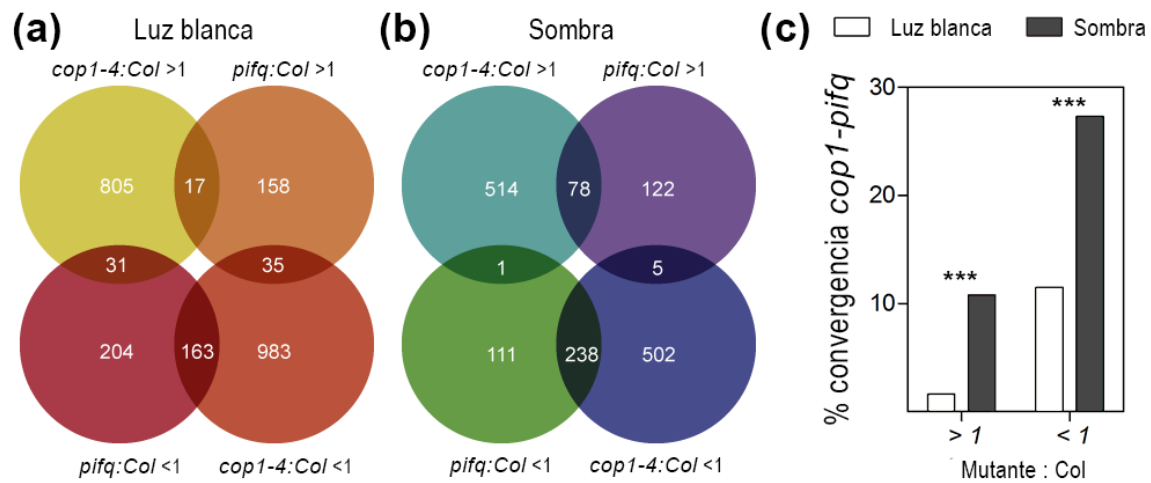 (a) Luz blanca
cop1-4:Col >1 pifq:Col >1
805 17 158
31 35
204 163 983
pifq:Col <1 cop1-4:Col <1
(b) Sombra
cop1-4:Col >1 pifq:Col >1
514 78 122
1 5
111 238 502
pifq:Col <1 cop1-4:Col <1
(c) Luz blanca Sombra
% convergencia cop1-pifq
30
20
10
***
***
> 1 < 1
Mutante : Col